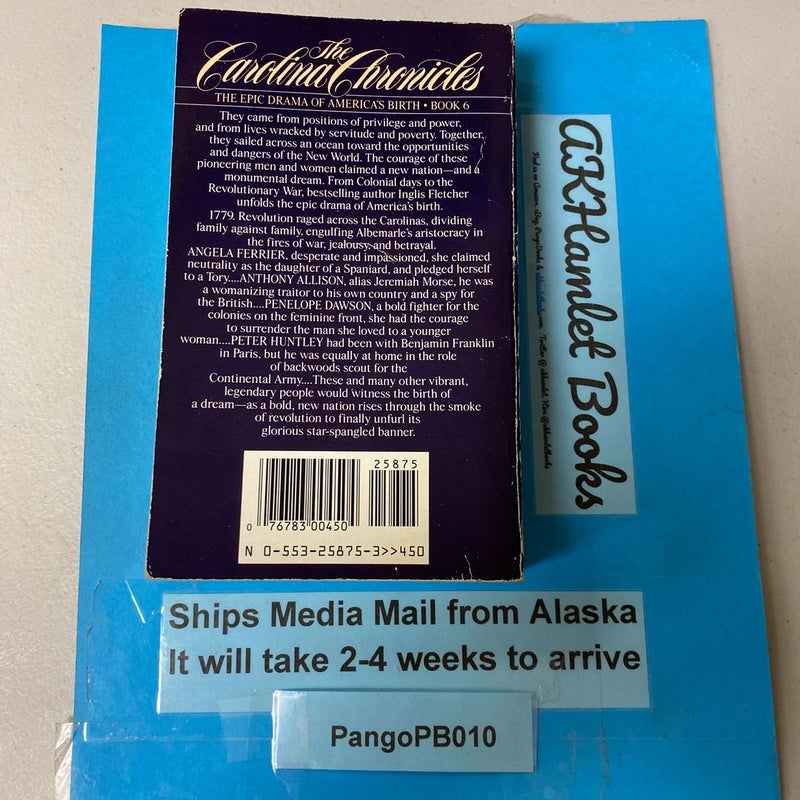 The
Carolina Chronicles
THE EPIC DRAMA OF AMERICA'S BIRTH • BOOK 6
They came from positions of privilege and power,
and from lives wracked by servitude and poverty. Together,
they sailed across an ocean toward the opportunities
and dangers of the New World. The courage of these
pioneering men and women claimed a new nation—and a
monumental dream. From Colonial days to the
Revolutionary War, bestselling author Inglis Fletcher
unfolds the epic drama of America's birth.
1779. Revolution raged across the Carolinas, dividing
family against family, engulfing Albemarle's aristocracy in
the fires of war, jealousy, and betrayal.
ANGELA FERRIER, desperate and impassioned, she claimed
neutrality as the daughter of a Spaniard, and pledged herself
to a Tory....ANTHONY ALLISON, alias Jeremiah Morse, he was
a womanizing traitor to his own country and a spy for
the British....PENELOPE DAWSON, a bold fighter for the
colonies on the feminine front, she had the courage
to surrender the man she loved to a younger
woman....PETER HUNTLEY had been with Benjamin Franklin
in Paris, but he was equally at home in the role
of backwoods scout for the
Continental Army....These and many other vibrant,
legendary people would witness the birth of
a dream—as a bold, new nation rises through the smoke
of revolution to finally unfurl its
glorious star-spangled banner.
25875
0 76783 00450
N 0-553-25875-3>>450
AKHamlet Books
Find us on Amazon, eBay, PangoBooks &
Ships Media Mail from Alaska
It will take 2-4 weeks to arrive
PangoPB010